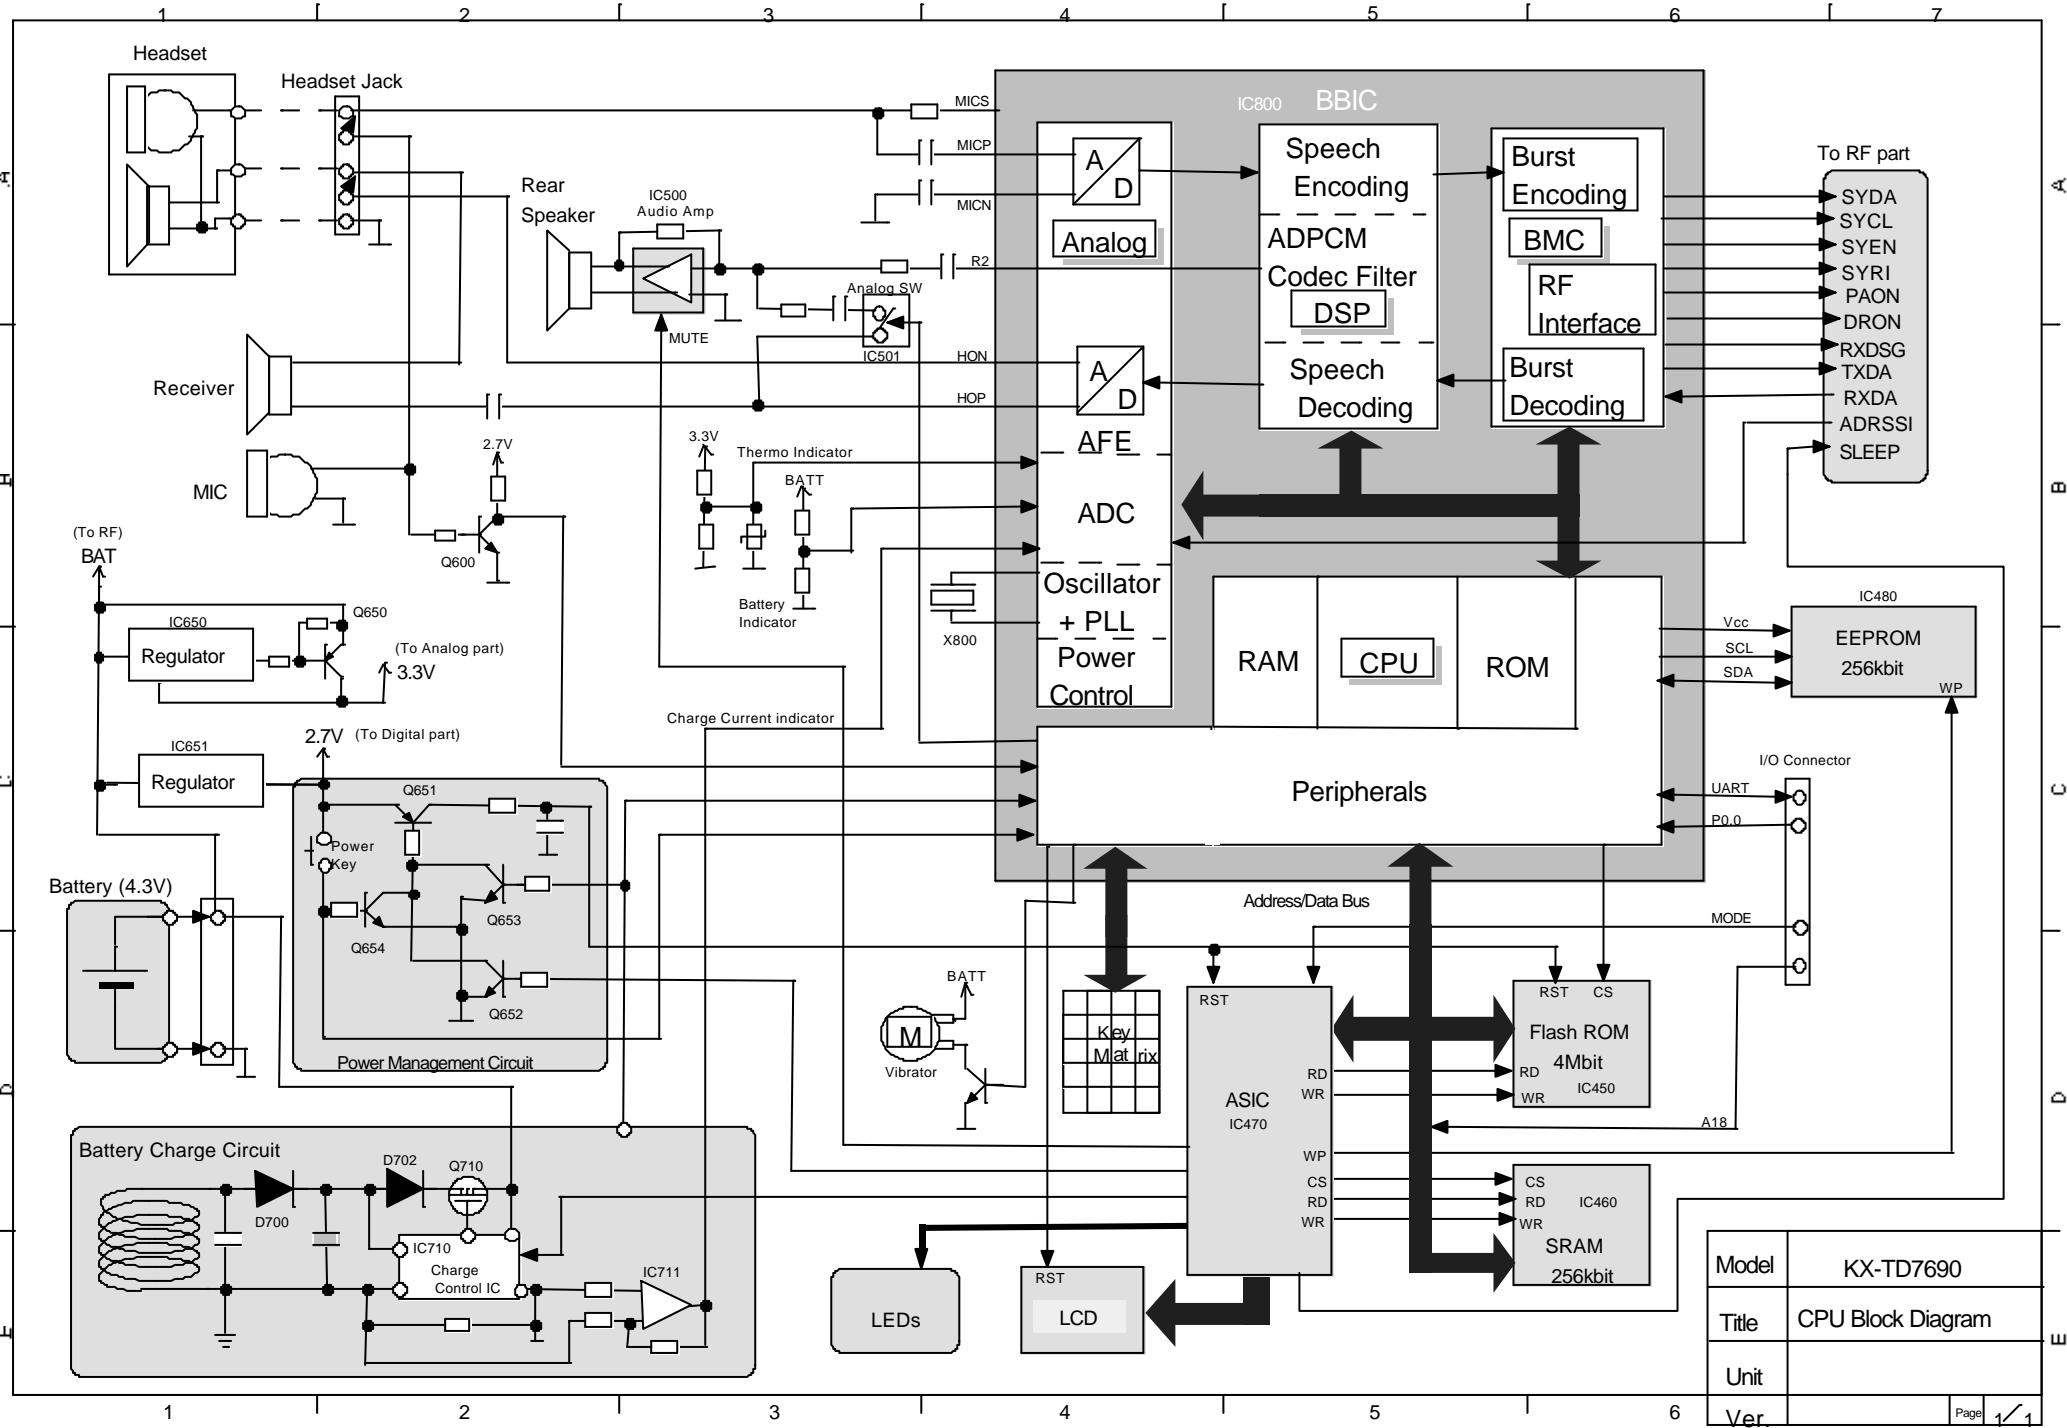 1 2 3 4 5 6 7
Headset
Headset Jack
IC800 BBIC
MICS
MICP
MICN
A
D
Analog
Speech
Encoding
ADPCM
Codec Filter
DSP
Speech
Decoding
Burst
Encoding
BMC
RF
Interface
Burst
Decoding
To RF part
SYDA
SYCL
SYEN
SYRI
PAON
DRON
RXDSG
TXDA
RXDA
ADRSSI
SLEEP
A
Rear
Speaker
IC500
Audio Amp
R2
Analog SW
MUTE
IC501
HON
HOP
A
D
AFE
Receiver
MIC
2.7V
Q600
3.3V
Thermo Indicator
BATT
Battery
Indicator
ADC
Oscillator
+ PLL
X800
Power
Control
B
(To RF)
BAT
IC650
Regulator
Q650
(To Analog part)
3.3V
RAM
CPU
ROM
IC480
EEPROM
256kbit
WP
Vcc
SCL
SDA
Charge Current indicator
IC651
Regulator
2.7V (To Digital part)
Q651
Power
Key
Q653
Q654
Q652
Power Management Circuit
Peripherals
I/O Connector
UART
P0.0
C
Battery (4.3V)
Address/Data Bus
MODE
BATT
M
Vibrator
Key
Mat rix
RST
RD
WR
ASIC
IC470
WP
CS
RD
WR
RST CS
Flash ROM
4Mbit
RD
IC450
WR
A18
D
CS
IC460
RD
WR
SRAM
256kbit
Battery Charge Circuit
D702
Q710
D700
IC710
Charge
Control IC
IC711
LEDs
RST
LCD
E
Model KX-TD7690
Title CPU Block Diagram
Unit
Ver.
Page 1/1
1 2 3 4 5 6